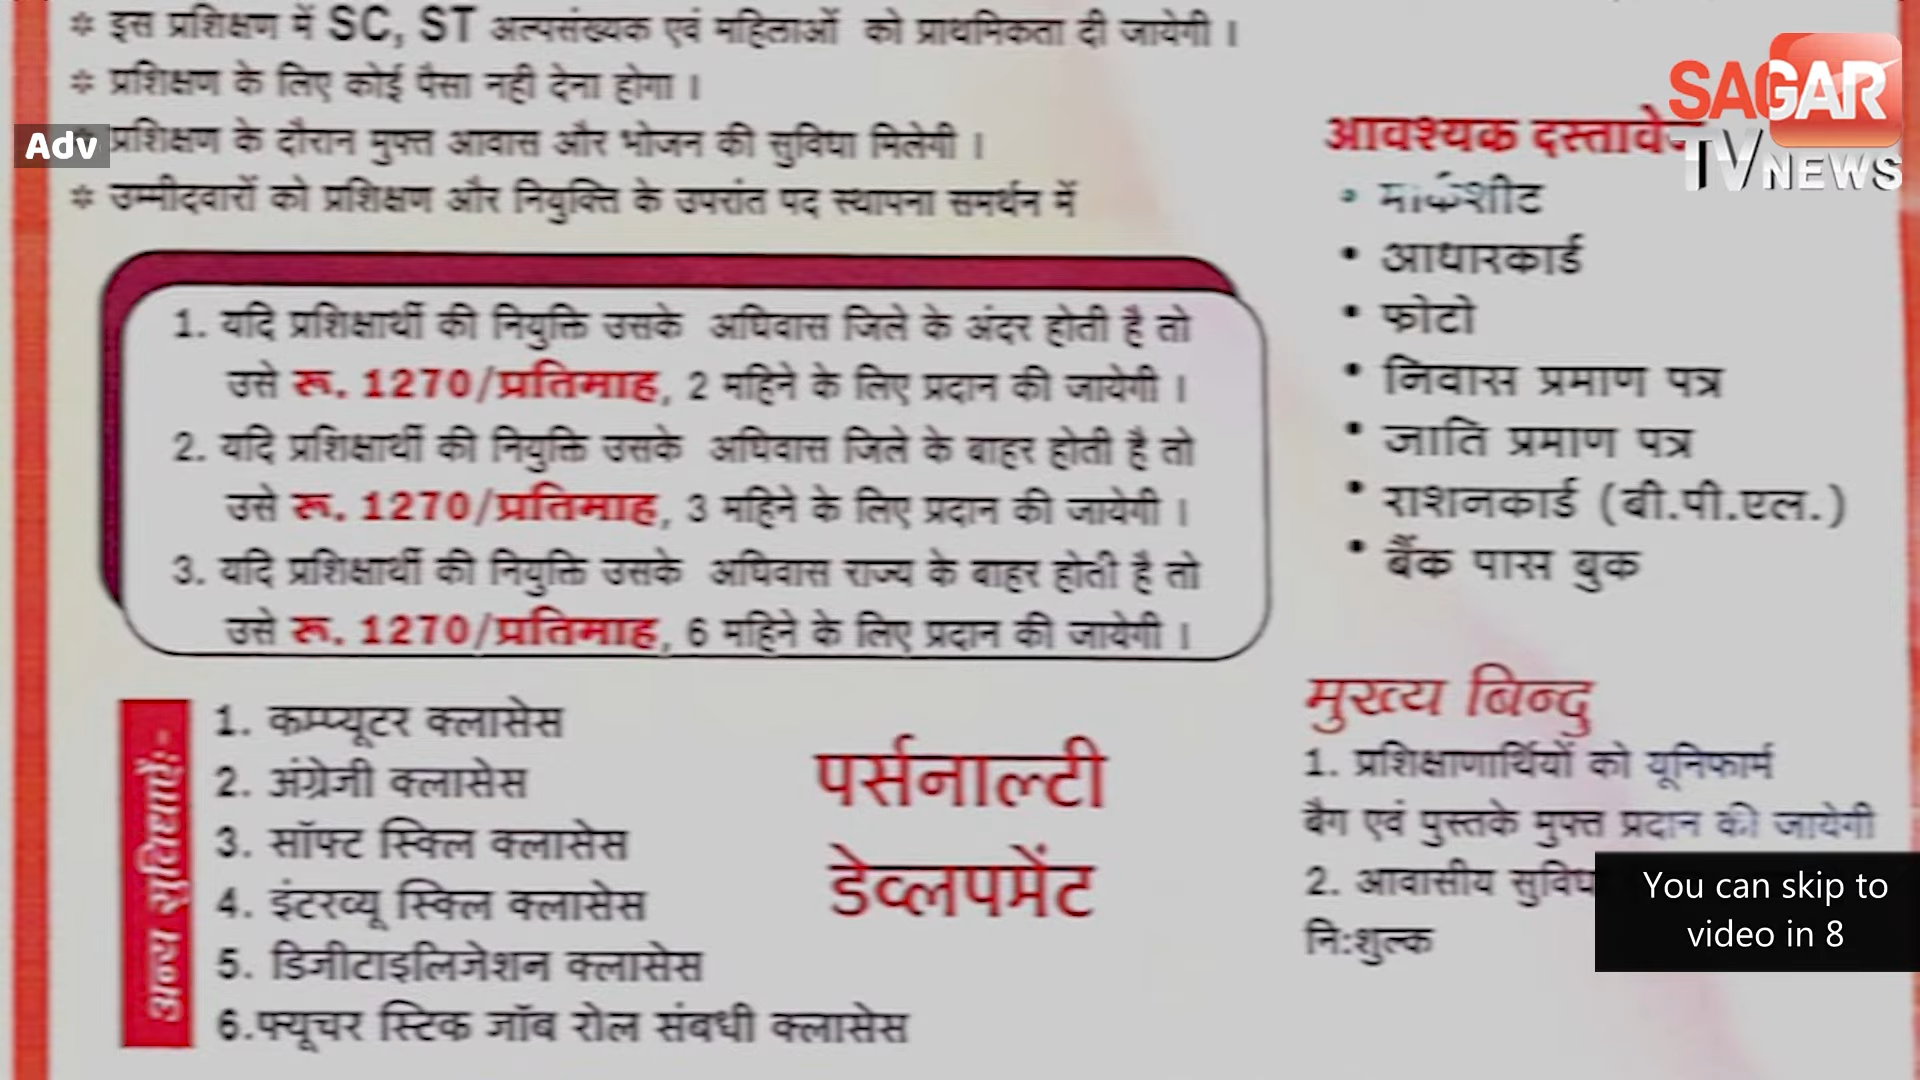 * इस प्रशिक्षण में SC, ST अल्पसंख्यक एवं महिलाओं को प्राथमिकता दी जायेगी ।
* प्रशिक्षण के लिए कोई पैसा नही देना होगा ।
Adv
प्रशिक्षण के दौरान मुफ्त आवास और भोजन की सुविधा मिलेगी ।
* उम्मीदवारों को प्रशिक्षण और नियुक्ति के उपरांत पद स्थापना समर्थन में
1. यदि प्रशिक्षार्थी की नियुक्ति उसके अधिवास जिले के अंदर होती है तो
उसे रू. 1270/प्रतिमाह, 2 महिने के लिए प्रदान की जायेगी ।
2. यदि प्रशिक्षार्थी की नियुक्ति उसके अधिवास जिले के बाहर होती है तो
उसे रू. 1270/प्रतिमाह, 3 महिने के लिए प्रदान की जायेगी ।
3. यदि प्रशिक्षार्थी की नियुक्ति उसके अधिवास राज्य के बाहर होती है तो
उसे रू. 1270/प्रतिमाह, 6 महिने के लिए प्रदान की जायेगी ।
अन्य सुविधाऐं:-
1. कम्प्यूटर क्लासेस
2. अंग्रेजी क्लासेस
3. सॉफ्ट स्किल क्लासेस
4. इंटरव्यू स्किल क्लासेस
5. डिजीटाइलिजेशन क्लासेस
6.फ्यूचर स्टिक जॉब रोल संबधी क्लासेस
पर्सनाल्टी
डेव्लपमेंट
SAGAR
TV NEWS
आवश्यक
• मार्कशीट
• आधारकार्ड
• फोटो
• निवास प्रमाण पत्र
• जाति प्रमाण पत्र
• राशनकार्ड (बी.पी.एल.)
• बैंक पास बुक
मुख्य बिन्दु
1. प्रशिक्षाणार्थियों को यूनिफार्म
बैग एवं पुस्तके मुफ्त प्रदान की जायेगी
2. आवासीय
नि:शुल्क
You can skip to
video in 8